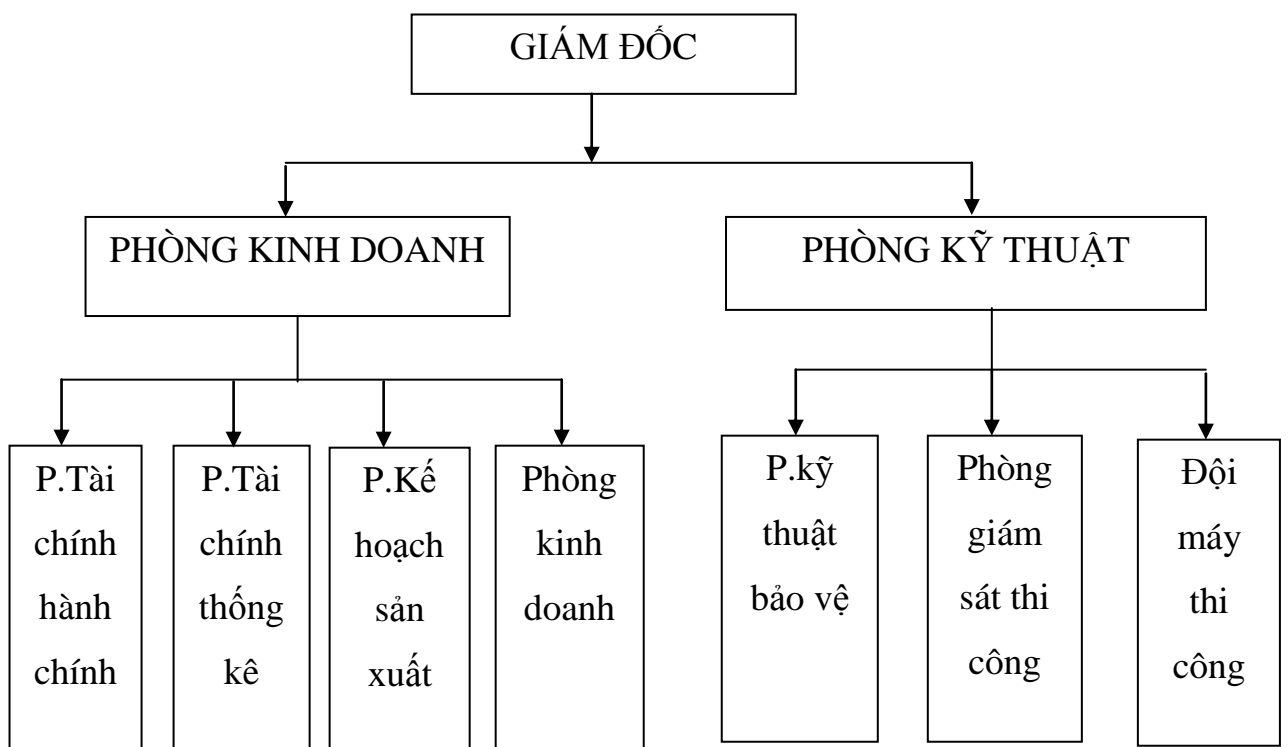 GIÁM ĐỐC
PHÒNG KINH DOANH
PHÒNG KỸ THUẬT
P.Tài
chính
hành
chính
P.Tài
chính
thống
kê
P.Kế
hoạch
sản
xuất
Phòng
kinh
doanh
P.kỹ
thuật
bảo vệ
Phòng
giám
sát thi
công
Đội
máy
thi
công